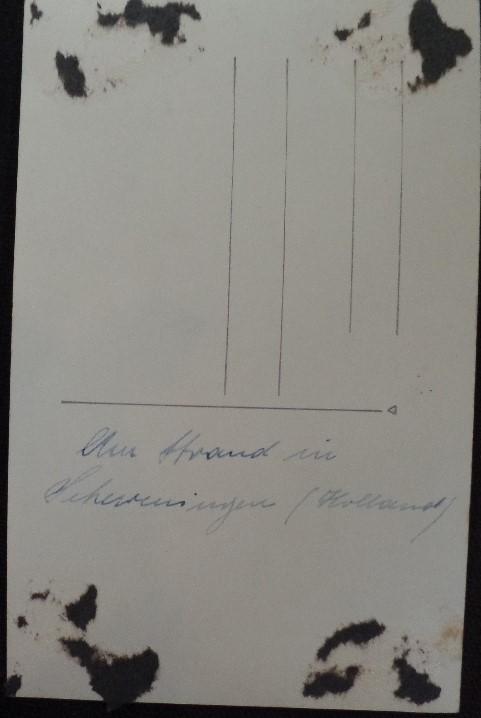 Am Strand in
Scheveningen (Holland)